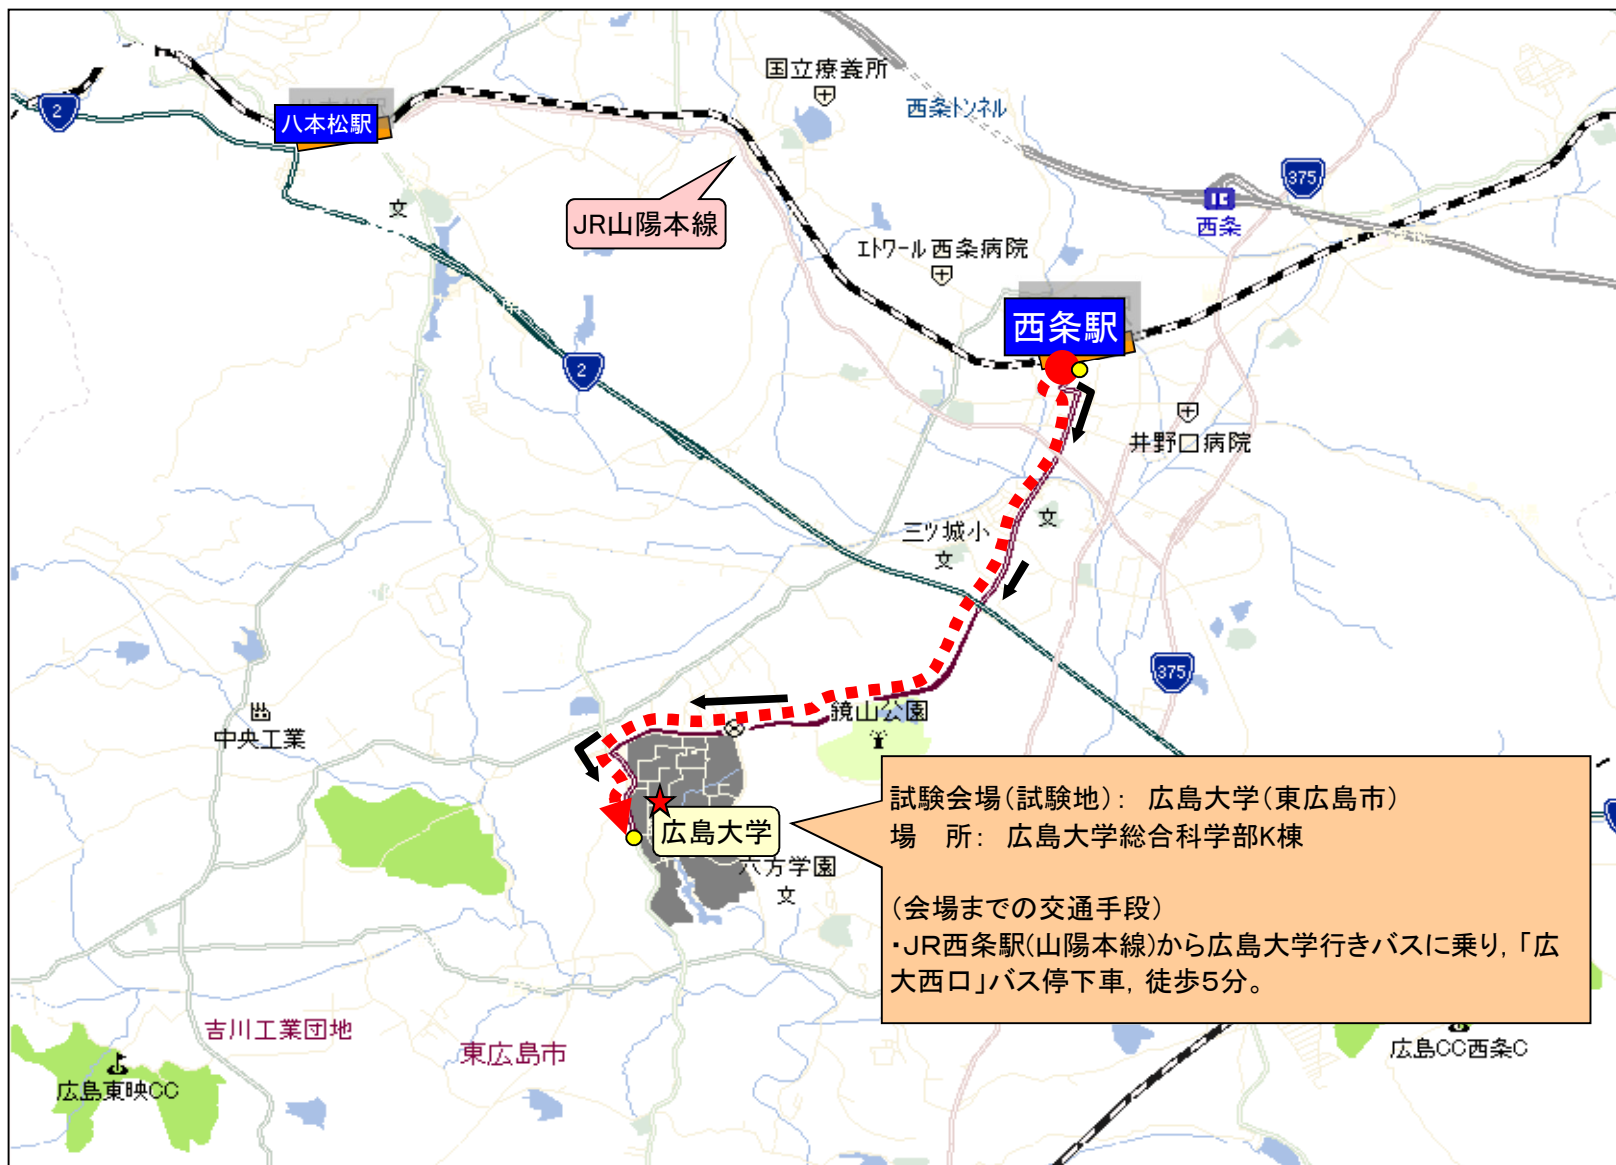 国立療養所
西条トンネル
2
八本松駅
375
文
JR山陽本線
西条
エトワール西条病院
西条駅
2
井野口病院
三ツ城小
文
文
375
鏡山公園
中央工業
試験会場(試験地): 広島大学(東広島市)
場 所: 広島大学総合科学部K棟
広島大学
六方学園
文
(会場までの交通手段)
・JR西条駅(山陽本線)から広島大学行きバスに乗り,「広
大西口」バス停下車, 徒歩5分。
吉川工業団地
東広島市
広島CC西条C
広島東映CC